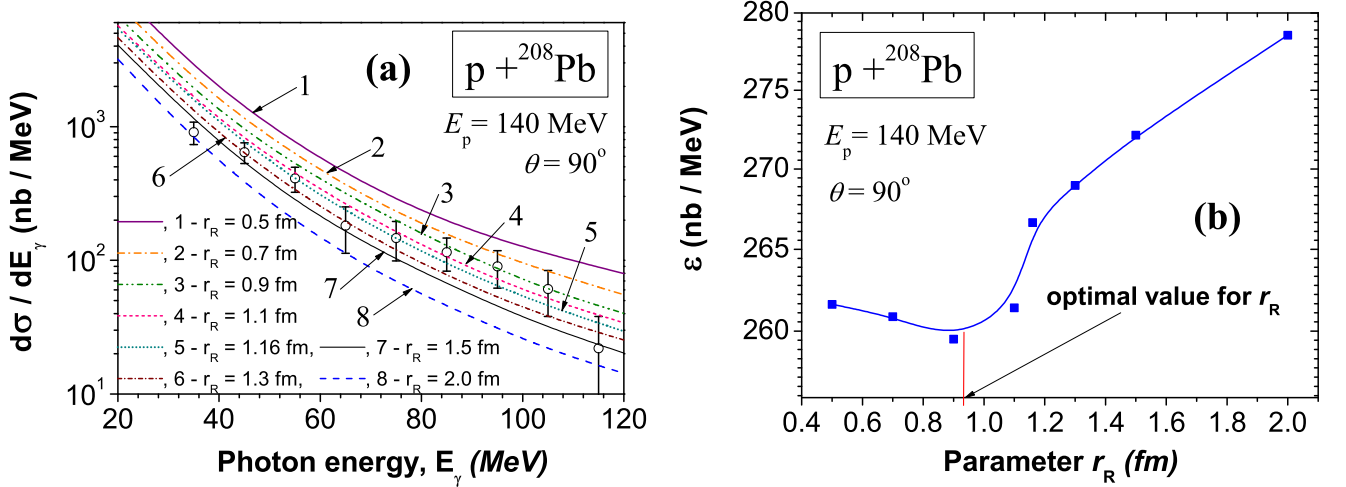 (a)
p + ²⁰⁸Pb
E_p = 140 MeV
θ = 90°
1
2
3
4
5
6
7
8
, 1 - r_R = 0.5 fm
, 2 - r_R = 0.7 fm
, 3 - r_R = 0.9 fm
, 4 - r_R = 1.1 fm
, 5 - r_R = 1.16 fm, , 7 - r_R = 1.5 fm
, 6 - r_R = 1.3 fm, , 8 - r_R = 2.0 fm
10³
10²
10¹
20 40 60 80 100 120
dσ / dE_γ (nb / MeV)
Photon energy, E_γ (MeV)
280
275
270
265
260
ε (nb / MeV)
p + ²⁰⁸Pb
E_p = 140 MeV
θ = 90°
(b)
optimal value for r_R
0.4 0.6 0.8 1.0 1.2 1.4 1.6 1.8 2.0
Parameter r_R (fm)